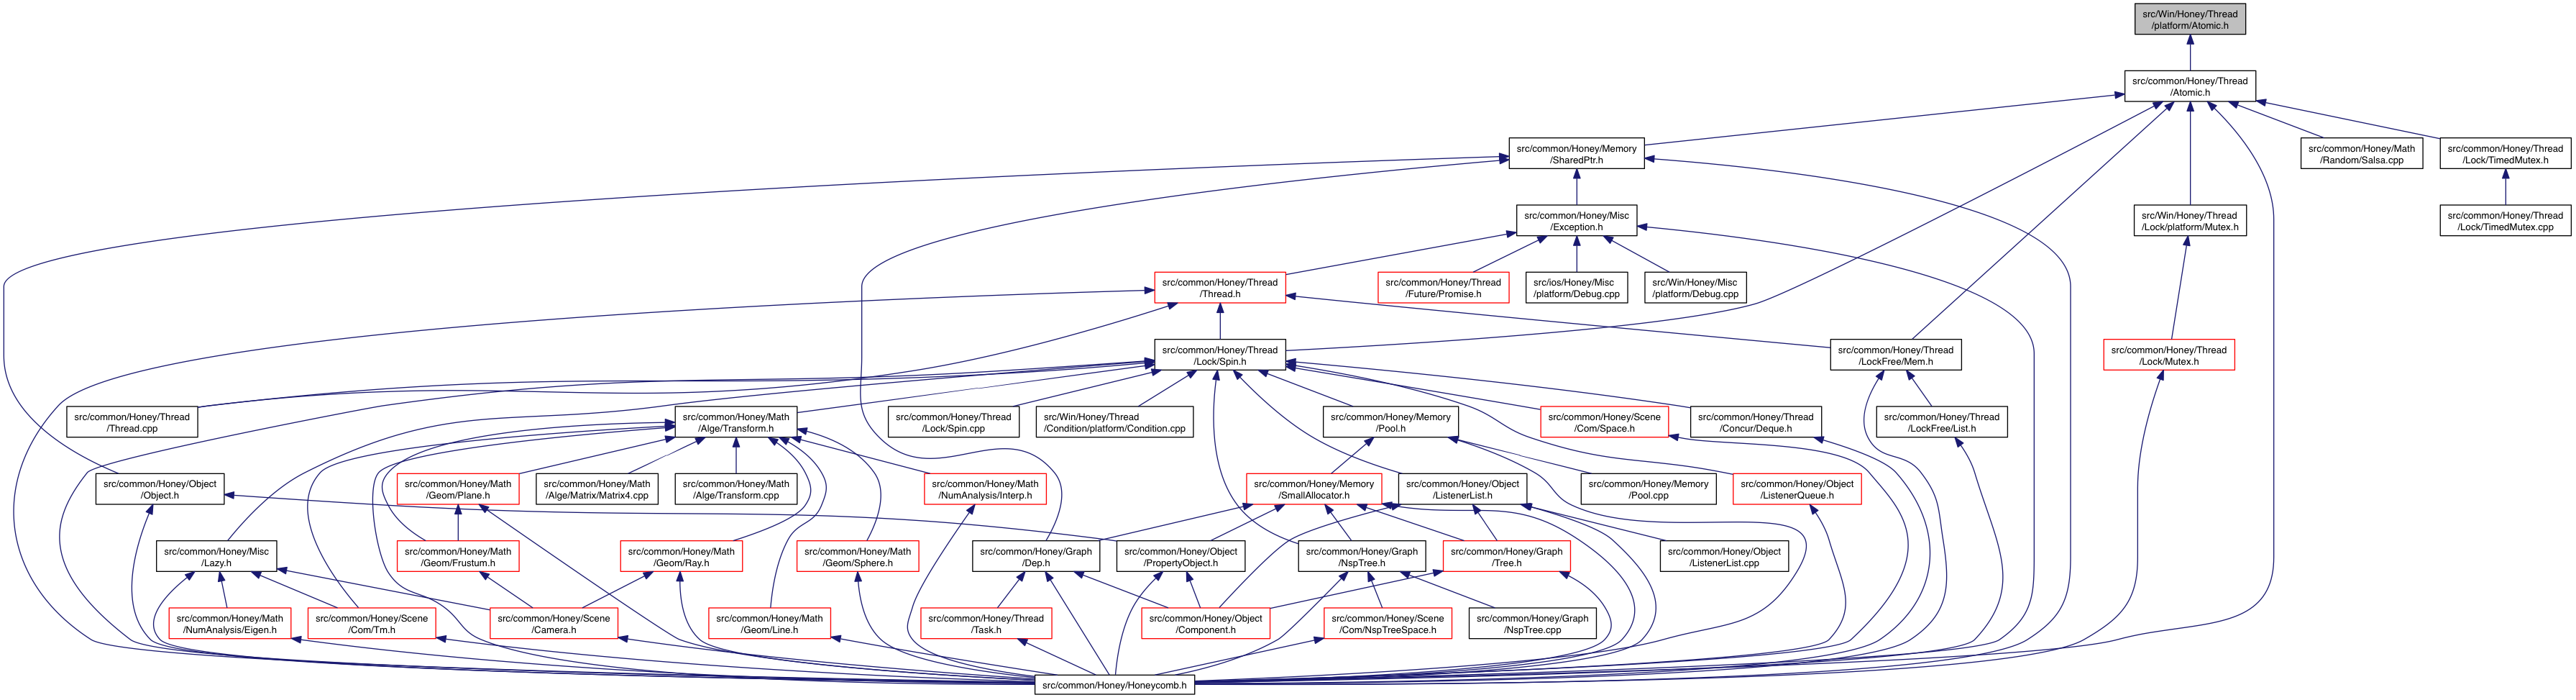 src/Win/Honey/Thread
/platform/Atomic.h
src/common/Honey/Thread
/Atomic.h
src/common/Honey/Memory
/SharedPtr.h
src/common/Honey/Math
/Random/Salsa.cpp
src/common/Honey/Thread
/Lock/TimedMutex.h
src/common/Honey/Misc
/Exception.h
src/Win/Honey/Thread
/Lock/platform/Mutex.h
src/common/Honey/Thread
/Lock/TimedMutex.cpp
src/common/Honey/Thread
/Thread.h
src/common/Honey/Thread
/Future/Promise.h
src/ios/Honey/Misc
/platform/Debug.cpp
src/Win/Honey/Misc
/platform/Debug.cpp
src/common/Honey/Thread
/Lock/Spin.h
src/common/Honey/Thread
/LockFree/Mem.h
src/common/Honey/Thread
/Lock/Mutex.h
src/common/Honey/Thread
/Thread.cpp
src/common/Honey/Math
/Alge/Transform.h
src/common/Honey/Thread
/Lock/Spin.cpp
src/Win/Honey/Thread
/Condition/platform/Condition.cpp
src/common/Honey/Memory
/Pool.h
src/common/Honey/Scene
/Com/Space.h
src/common/Honey/Thread
/Concur/Deque.h
src/common/Honey/Thread
/LockFree/List.h
src/common/Honey/Object
/Object.h
src/common/Honey/Math
/Geom/Plane.h
src/common/Honey/Math
/Alge/Matrix/Matrix4.cpp
src/common/Honey/Math
/Alge/Transform.cpp
src/common/Honey/Math
/NumAnalysis/Interp.h
src/common/Honey/Memory
/SmallAllocator.h
src/common/Honey/Object
/ListenerList.h
src/common/Honey/Memory
/Pool.cpp
src/common/Honey/Object
/ListenerQueue.h
src/common/Honey/Misc
/Lazy.h
src/common/Honey/Math
/Geom/Frustum.h
src/common/Honey/Math
/Geom/Ray.h
src/common/Honey/Math
/Geom/Sphere.h
src/common/Honey/Graph
/Dep.h
src/common/Honey/Object
/PropertyObject.h
src/common/Honey/Graph
/NspTree.h
src/common/Honey/Graph
/Tree.h
src/common/Honey/Object
/ListenerList.cpp
src/common/Honey/Math
/NumAnalysis/Eigen.h
src/common/Honey/Scene
/Com/Tm.h
src/common/Honey/Scene
/Camera.h
src/common/Honey/Math
/Geom/Line.h
src/common/Honey/Thread
/Task.h
src/common/Honey/Object
/Component.h
src/common/Honey/Scene
/Com/NspTreeSpace.h
src/common/Honey/Graph
/NspTree.cpp
src/common/Honey/Honeycomb.h